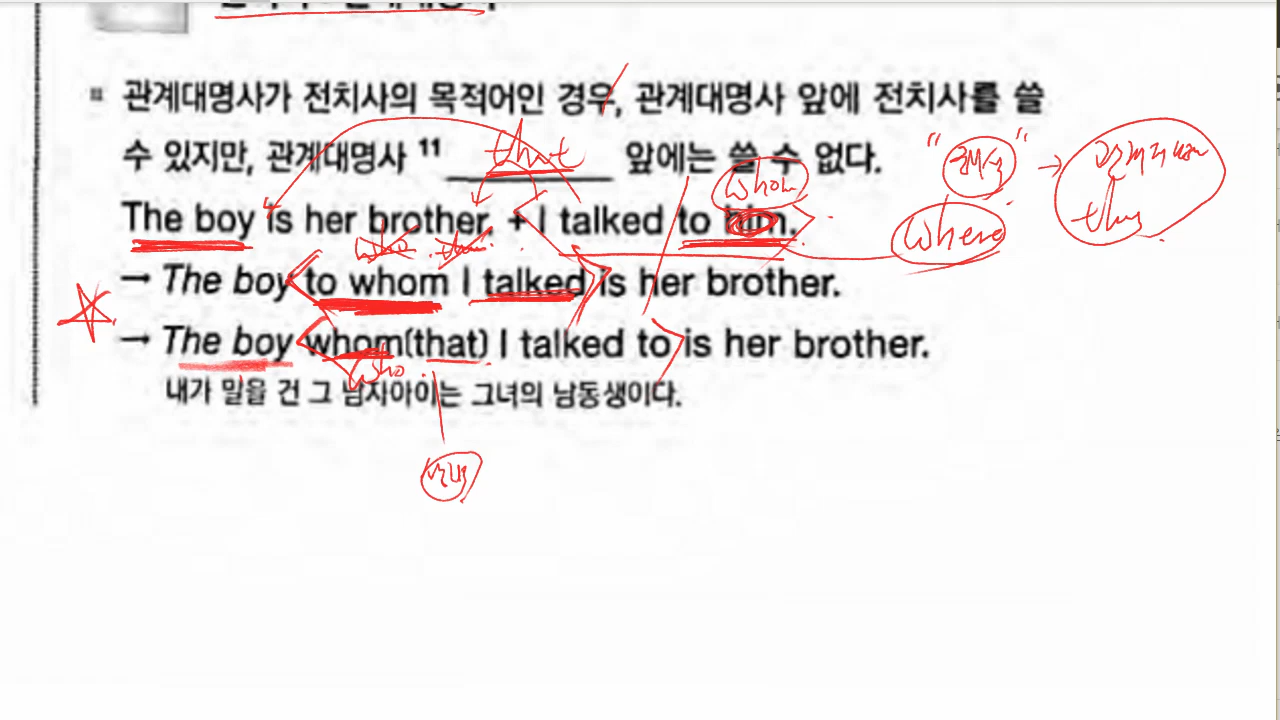 ■ 관계대명사가 전치사의 목적어인 경우, 관계대명사 앞에 전치사를 쓸
수 있지만, 관계대명사 11 that 앞에는 쓸 수 없다.
whom
The boy is her brother. + I talked to him.
where
who that
→ The boy to whom I talked is her brother.
→ The boy whom(that) I talked to is her brother.
who
내가 말을 건 그 남자아이는 그녀의 남동생이다.
생략